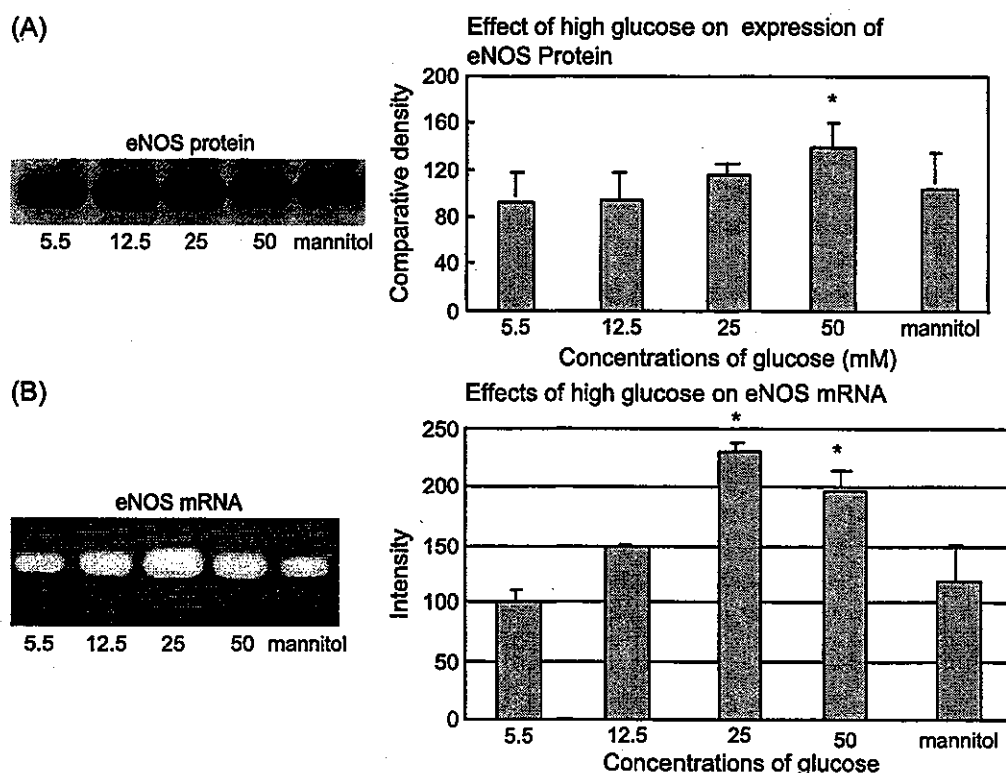 (A)
Effect of high glucose on expression of
eNOS Protein
eNOS protein
5.5 12.5 25 50 mannitol
Comparative density
200
160
120
80
40
0
*
5.5 12.5 25 50 mannitol
Concentrations of glucose (mM)
(B)
Effects of high glucose on eNOS mRNA
eNOS mRNA
5.5 12.5 25 50 mannitol
Intensity
250
200
150
100
50
0
* *
5.5 12.5 25 50 mannitol
Concentrations of glucose